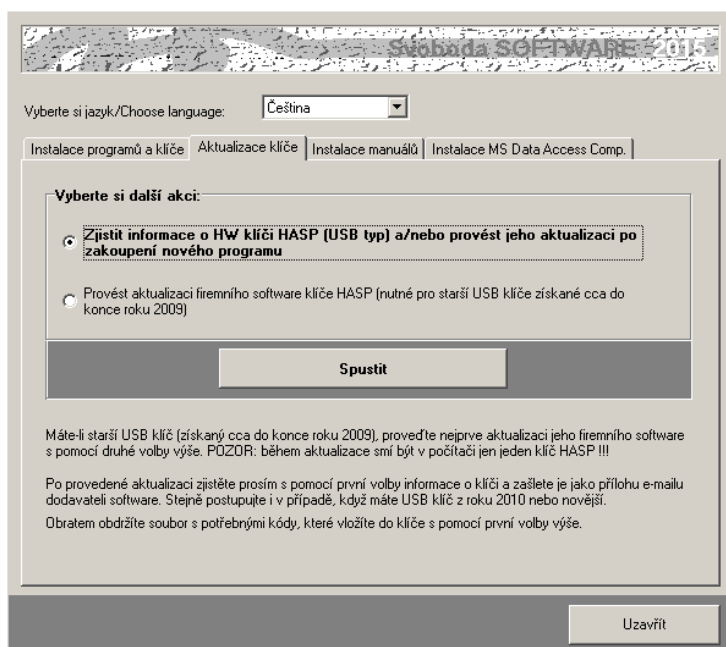 Svoboda SOFTWARE 2015
Vyberte si jazyk/Choose language:
Čeština
Instalace programů a klíče
Aktualizace klíče
Instalace manuálů
Instalace MS Data Access Comp.
Vyberte si další akci:
Zjistit informace o HW klíči HASP (USB typ) a/nebo provést jeho aktualizaci po
zakoupení nového programu
Provést aktualizaci firemního software klíče HASP (nutné pro starší USB klíče získané cca do
konce roku 2009)
Spustit
Máte-li starší USB klíč (získaný cca do konce roku 2009), proveďte nejprve aktualizaci jeho firemního software
s pomocí druhé volby výše. POZOR: během aktualizace smí být v počítači jen jeden klíč HASP !!!
Po provedené aktualizaci zjistěte prosím s pomocí první volby informace o klíči a zašlete je jako přílohu e-mailu
dodavateli software. Stejně postupujte i v případě, když máte USB klíč z roku 2010 nebo novější.
Obratem obdržíte soubor s potřebnými kódy, které vložíte do klíče s pomocí první volby výše.
Uzavřít